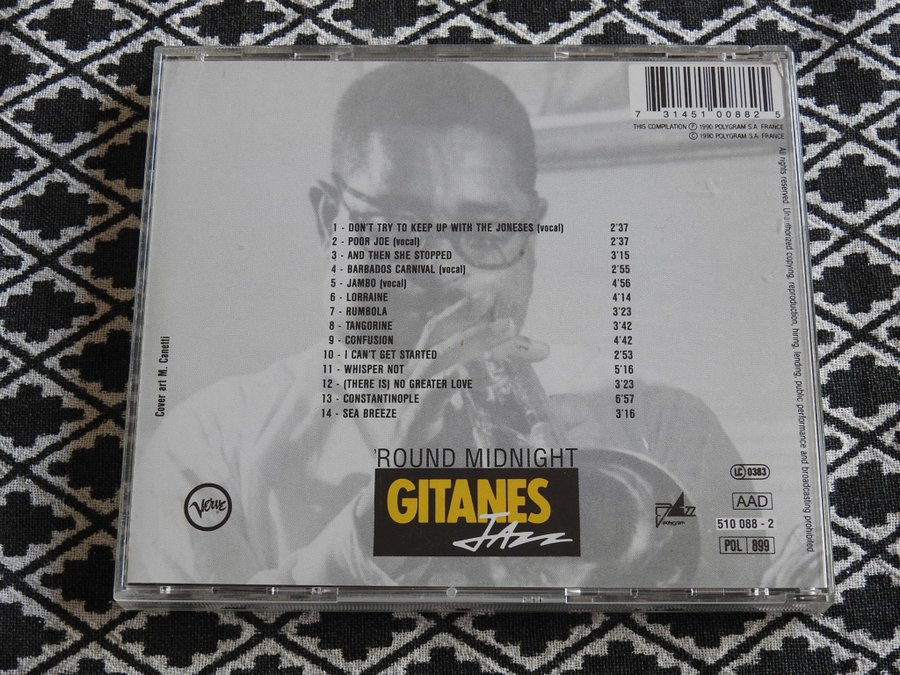 7 31451 00882 5
THIS COMPILATION ℗ 1990 POLYGRAM S.A. FRANCE
© 1990 POLYGRAM S.A. FRANCE
All rights reserved. Unauthorized copying, reproduction, hiring, lending, public performance and broadcasting prohibited
1 - DON'T TRY TO KEEP UP WITH THE JONESES (vocal) 2'37
2 - POOR JOE (vocal) 2'37
3 - AND THEN SHE STOPPED 3'15
4 - BARBADOS CARNIVAL (vocal) 2'55
5 - JAMBO (vocal) 4'56
6 - LORRAINE 4'14
7 - RUMBOLA 3'23
8 - TANGORINE 3'42
9 - CONFUSION 4'42
10 - I CAN'T GET STARTED 2'53
11 - WHISPER NOT 5'16
12 - (THERE IS) NO GREATER LOVE 3'23
13 - CONSTANTINOPLE 6'57
14 - SEA BREEZE 3'16
Cover art M. Canetti
'ROUND MIDNIGHT
GITANES
JAZZ
Verve
JAZZ
polygram
LC 0383
AAD
510 088 - 2
POL 899